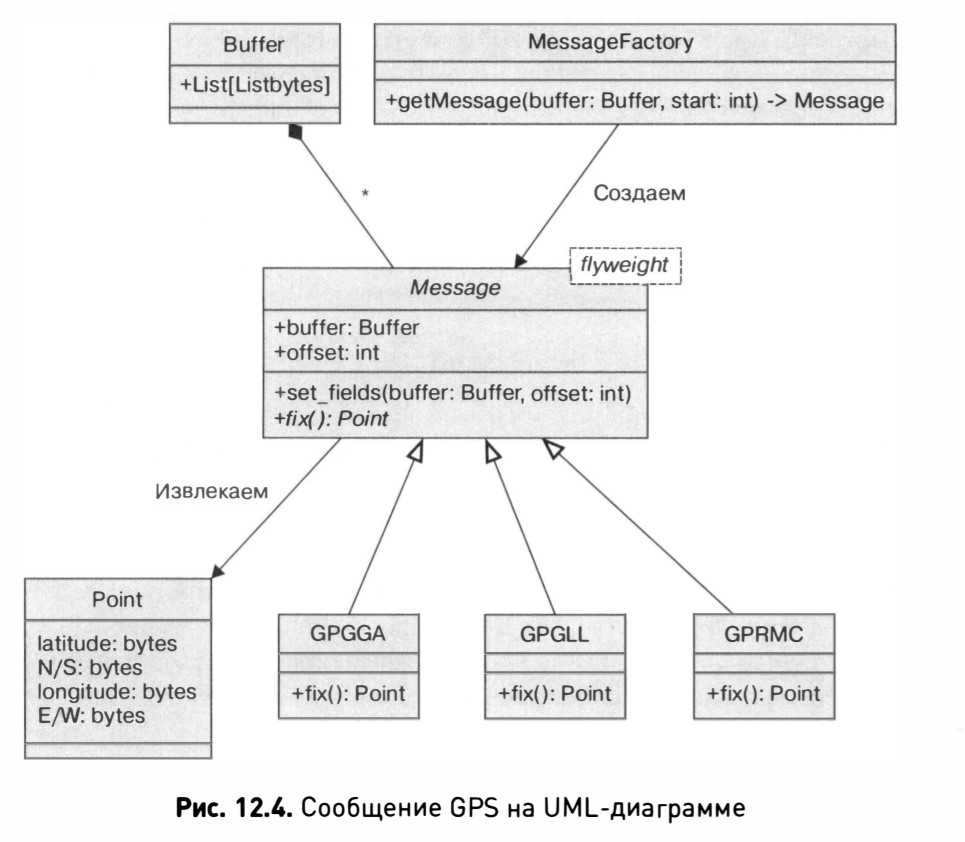 Buffer
+List[Listbytes]
MessageFactory
+getMessage(buffer: Buffer, start: int) -> Message
*
Создаем
flyweight
Message
+buffer: Buffer
+offset: int
+set_fields(buffer: Buffer, offset: int)
+fix(): Point
Извлекаем
Point
latitude: bytes
N/S: bytes
longitude: bytes
E/W: bytes
GPGGA
+fix(): Point
GPGLL
+fix(): Point
GPRMC
+fix(): Point
Рис. 12.4. Сообщение GPS на UML-диаграмме